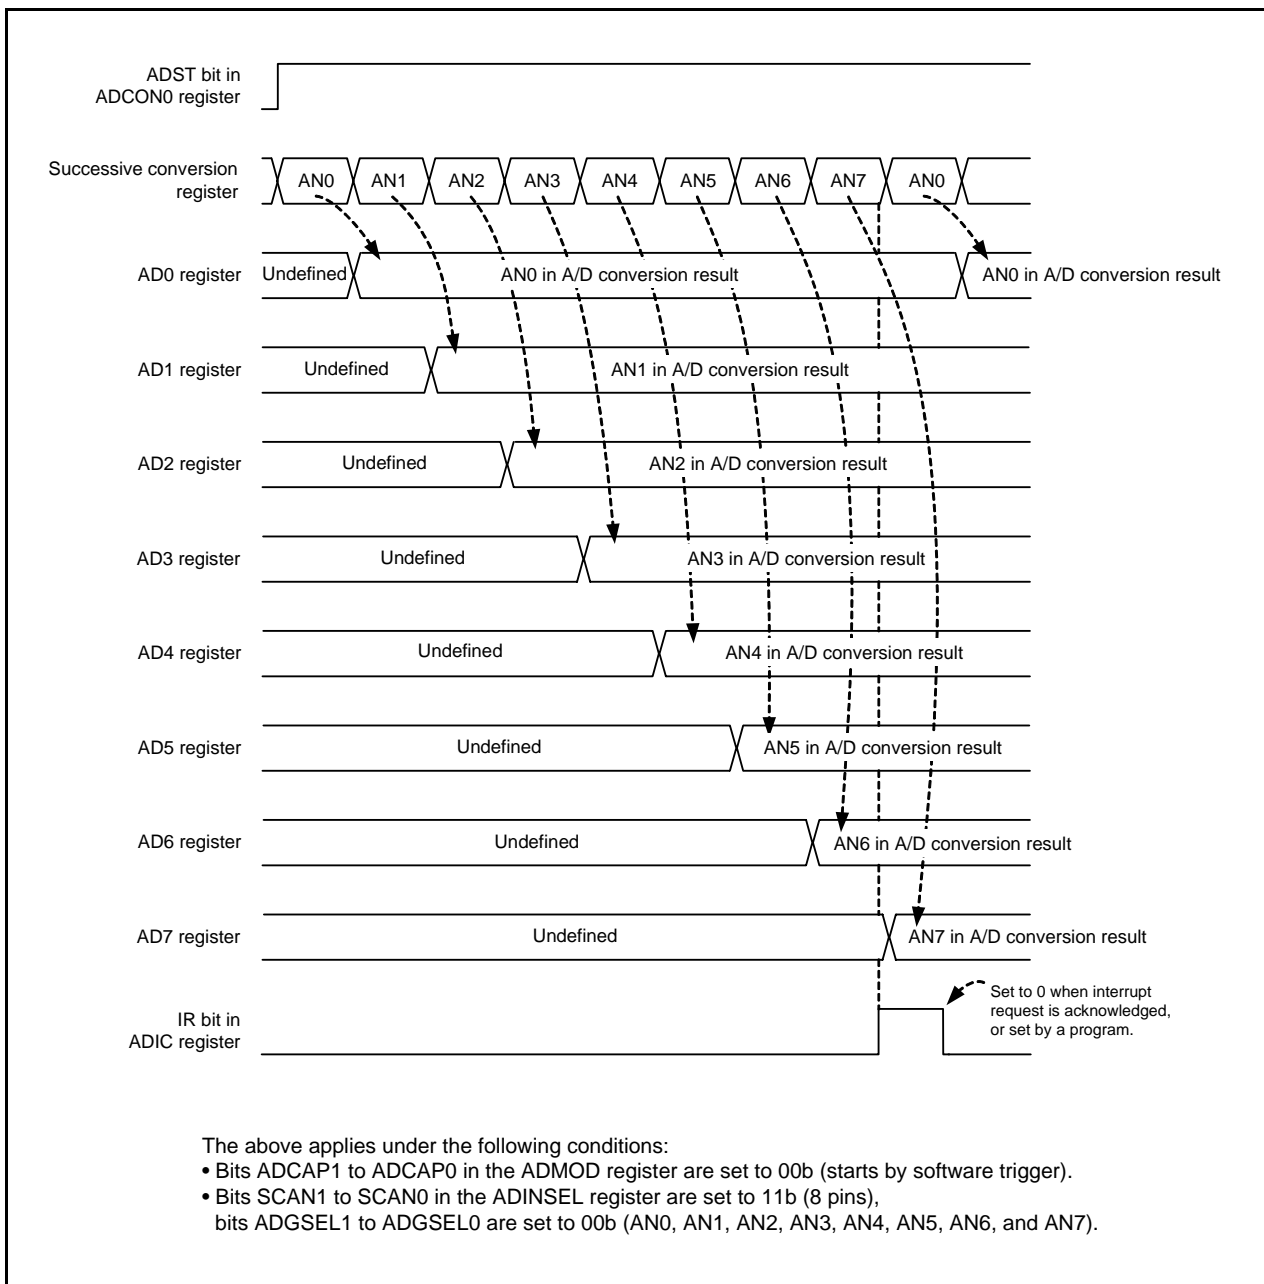 ADST bit in
ADCON0 register
Successive conversion
register
AN0 AN1 AN2 AN3 AN4 AN5 AN6 AN7 AN0
AD0 register
Undefined
AN0 in A/D conversion result
AN0 in A/D conversion result
AD1 register
Undefined
AN1 in A/D conversion result
AD2 register
Undefined
AN2 in A/D conversion result
AD3 register
Undefined
AN3 in A/D conversion result
AD4 register
Undefined
AN4 in A/D conversion result
AD5 register
Undefined
AN5 in A/D conversion result
AD6 register
Undefined
AN6 in A/D conversion result
AD7 register
Undefined
AN7 in A/D conversion result
IR bit in
ADIC register
Set to 0 when interrupt
request is acknowledged,
or set by a program.
The above applies under the following conditions:
• Bits ADCAP1 to ADCAP0 in the ADMOD register are set to 00b (starts by software trigger).
• Bits SCAN1 to SCAN0 in the ADINSEL register are set to 11b (8 pins),
bits ADGSEL1 to ADGSEL0 are set to 00b (AN0, AN1, AN2, AN3, AN4, AN5, AN6, and AN7).